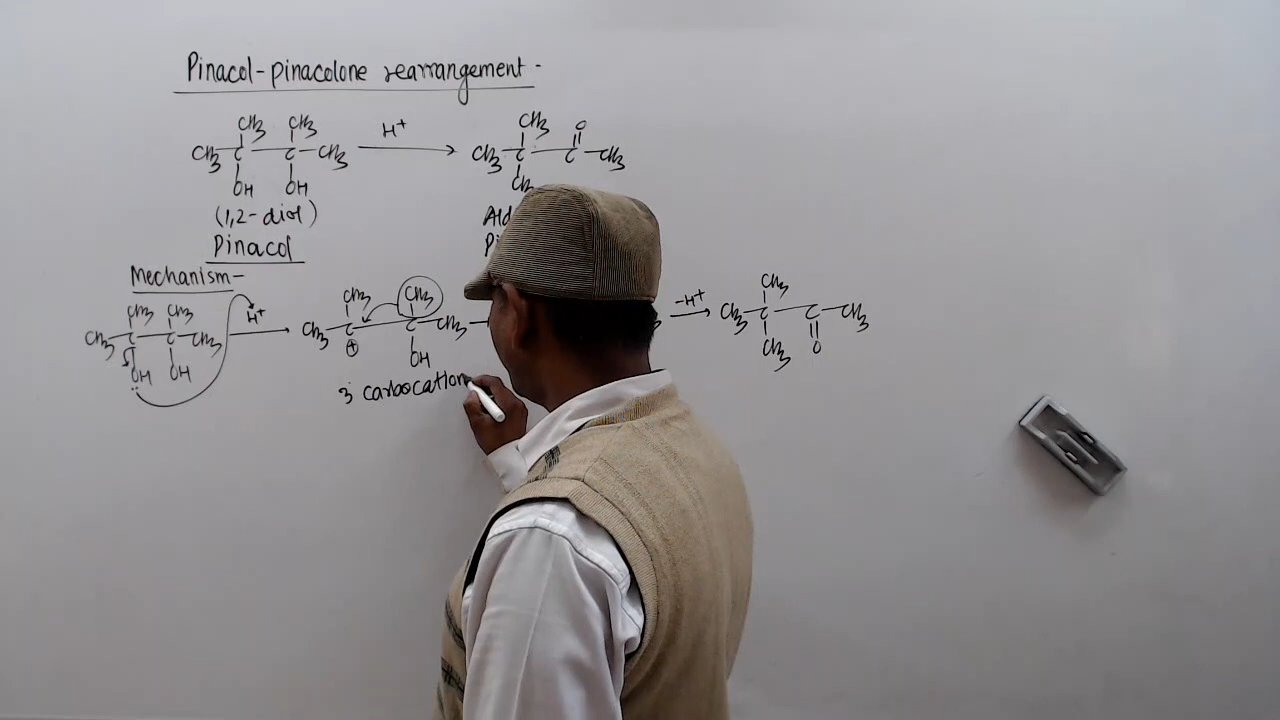 Pinacol-pinacolone rearrangement-
CH3 CH3 CH3 O
CH3-C-C-CH3 H+ → CH3-C-C-CH3
OH OH
(1,2-diol)
Pinacol
Mechanism-
CH3 CH3 CH3 CH3 CH3
CH3-C-C-CH3 H+ → CH3-C-C-CH3 -H+ → CH3-C-C-CH3
⊕
OH OH OH CH3 O
3° carbocation